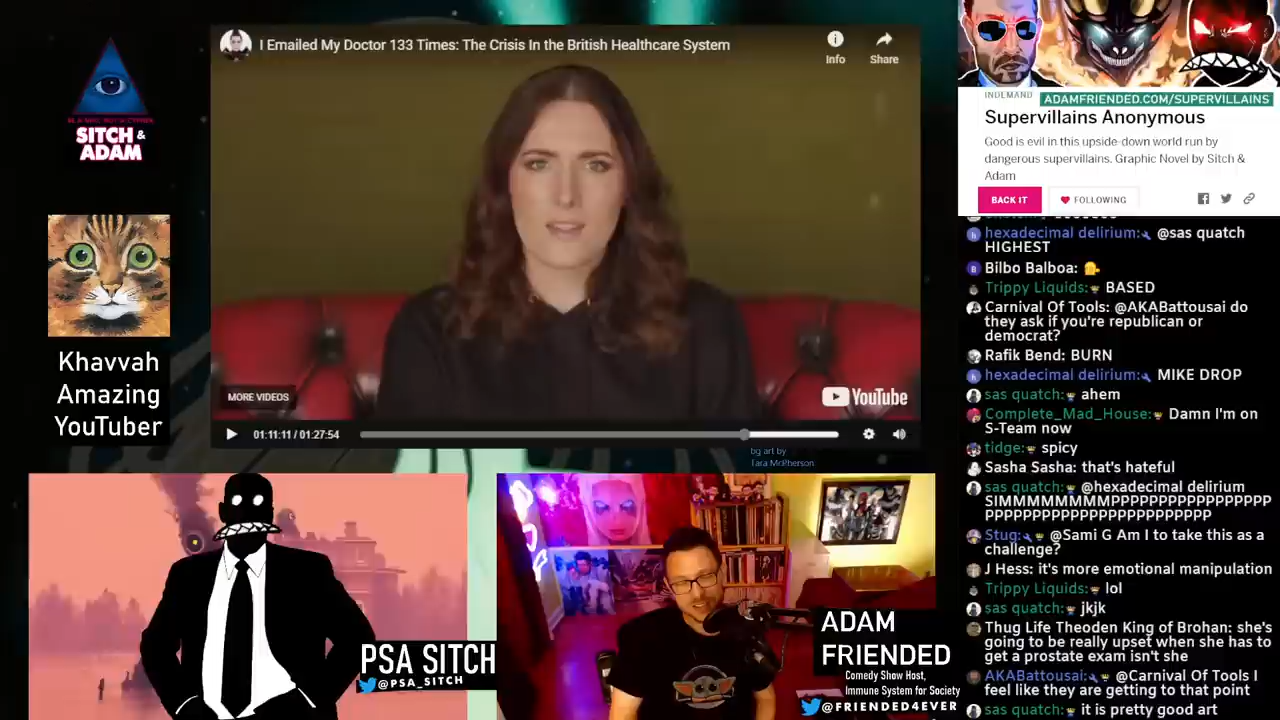 I Emailed My Doctor 133 Times: The Crisis In the British Healthcare System
Info
Share
SITCH &
ADAM
Khavvah
Amazing
YouTuber
MORE VIDEOS
YouTube
01:11:11 / 01:27:54
bg art by
Tara McPherson
PSA SITCH
@PSA_SITCH
ADAM
FRIENDED
Comedy Show Host,
Immune System for Society
@FRIENDED4EVER
INDEMAND
ADAMFRIENDED.COM/SUPERVILLAINS
Supervillains Anonymous
Good is evil in this upside-down world run by
dangerous supervillains. Graphic Novel by Sitch &
Adam
BACK IT
FOLLOWING
hexadecimal delirium: @sas quatch
HIGHEST
Bilbo Balboa:
Trippy Liquids: BASED
Carnival Of Tools: @AKABattousai do
they ask if you're republican or
democrat?
Rafik Bend: BURN
hexadecimal delirium: MIKE DROP
sas quatch: ahem
Complete_Mad_House: Damn I'm on
S-Team now
tidge: spicy
Sasha Sasha: that's hateful
sas quatch: @hexadecimal delirium
SIMMMMMMMPPPPPPPPPPPPPPPPP
PPPPPPPPPPPPPPPPPPPPPPP
Stug: @Sami G Am I to take this as a
challenge?
J Hess: it's more emotional manipulation
Trippy Liquids: lol
sas quatch: jkjk
Thug Life Theoden King of Brohan: she's
going to be really upset when she has to
get a prostate exam isn't she
AKABattousai: @Carnival Of Tools I
feel like they are getting to that point
sas quatch: it is pretty good art